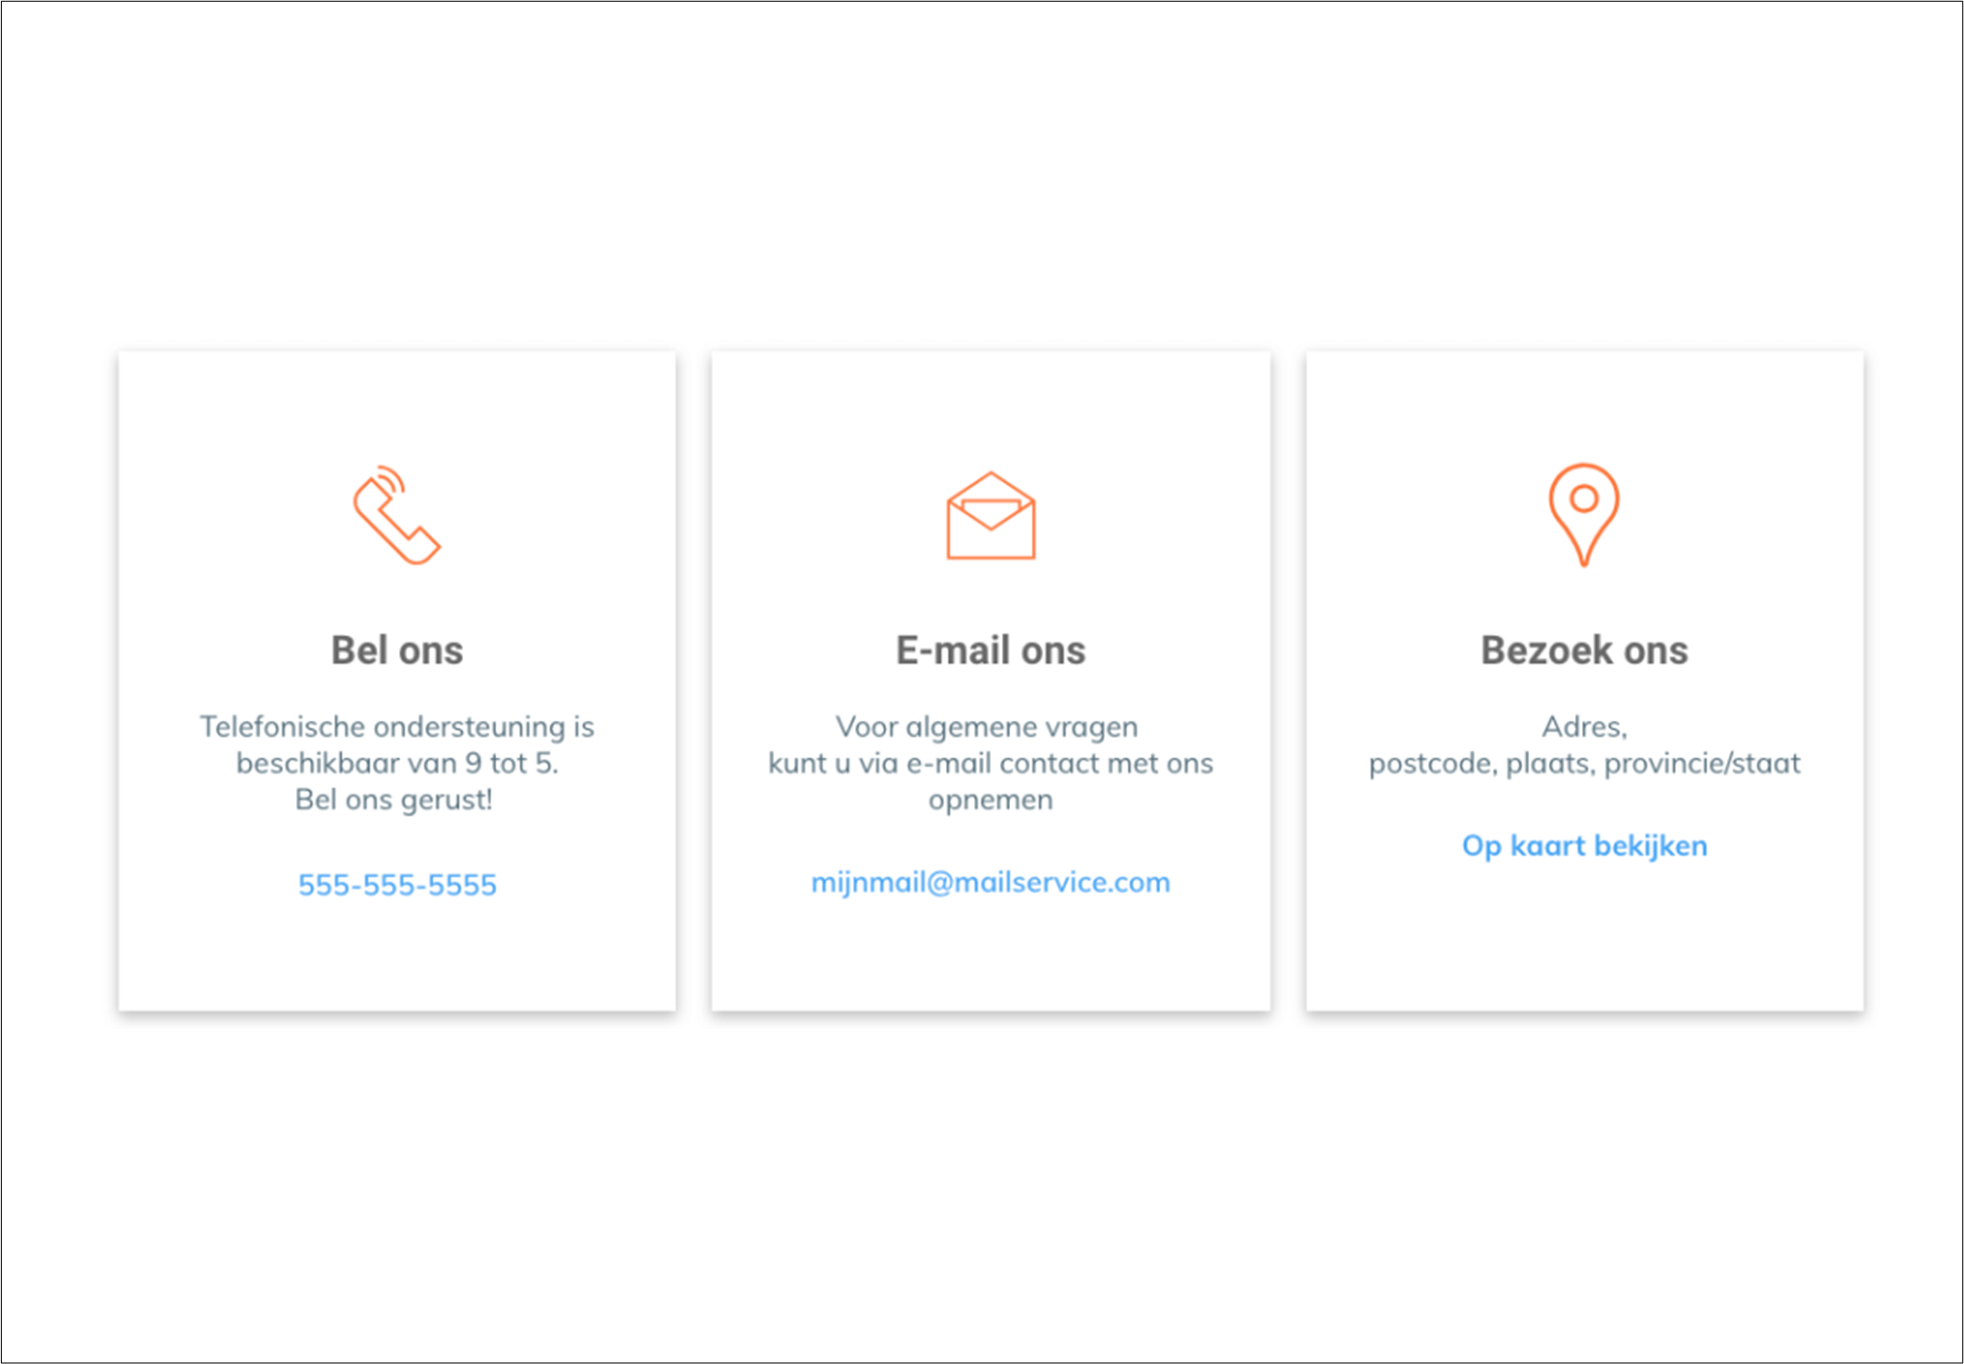 Bel ons
Telefonische ondersteuning is
beschikbaar van 9 tot 5.
Bel ons gerust!
555-555-5555
E-mail ons
Voor algemene vragen
kunt u via e-mail contact met ons
opnemen
mijnmail@mailservice.com
Bezoek ons
Adres,
postcode, plaats, provincie/staat
Op kaart bekijken